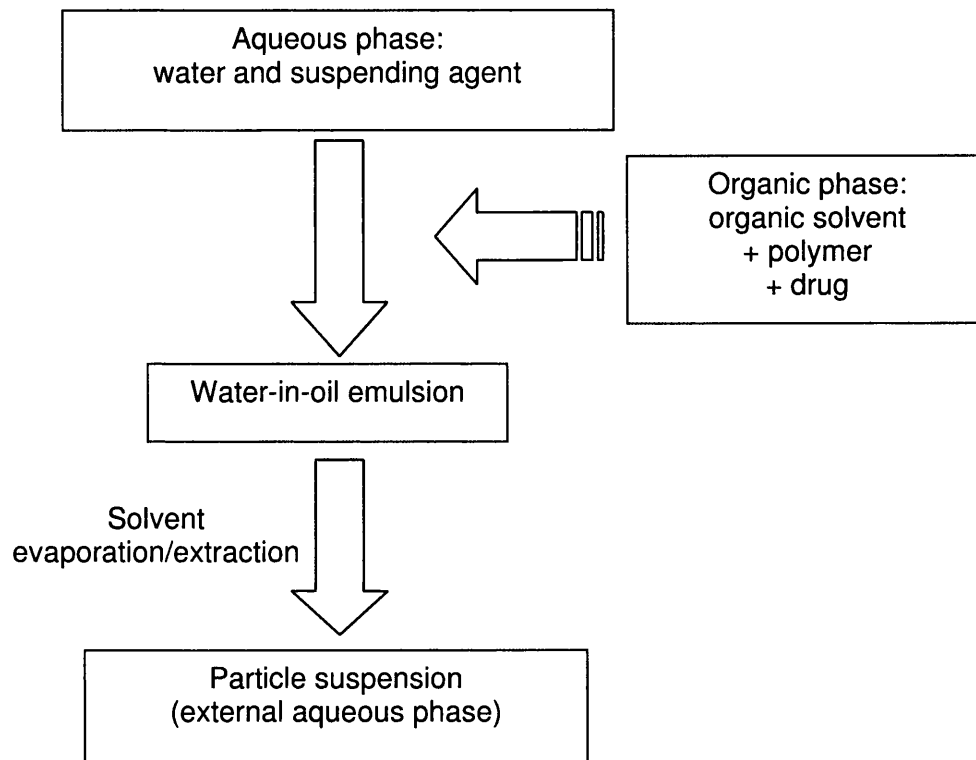 Aqueous phase:
water and suspending agent
Organic phase:
organic solvent
+ polymer
+ drug
Water-in-oil emulsion
Solvent
evaporation/extraction
Particle suspension
(external aqueous phase)